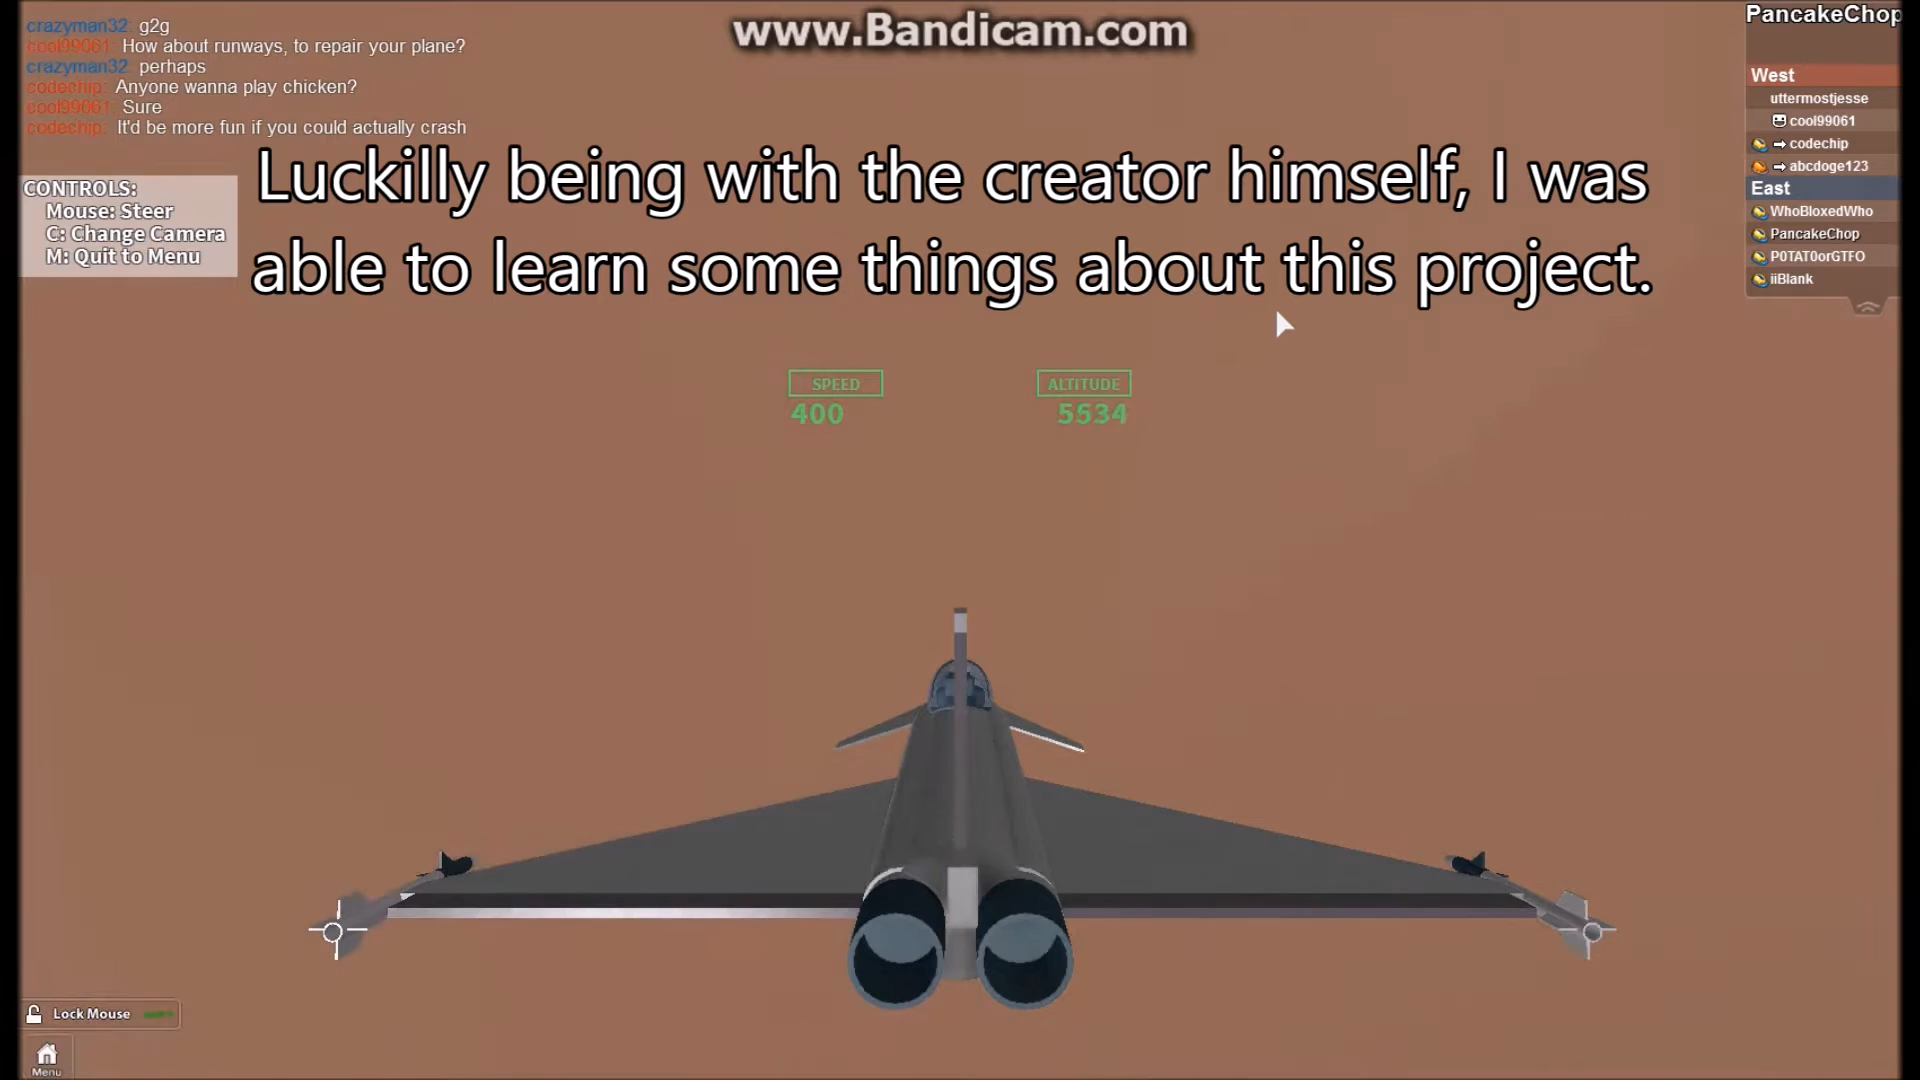 www.Bandicam.com
PancakeChop
crazyman32: g2g
cool99061: How about runways, to repair your plane?
crazyman32: perhaps
codechip: Anyone wanna play chicken?
cool99061: Sure
codechip: It'd be more fun if you could actually crash
Luckilly being with the creator himself, I was
able to learn some things about this project.
CONTROLS:
Mouse: Steer
C: Change Camera
M: Quit to Menu
West
uttermostjesse
cool99061
codechip
abcdoge123
East
WhoBloxedWho
PancakeChop
P0TAT0orGTFO
iiBlank
SPEED
400
ALTITUDE
5534
Lock Mouse
Menu